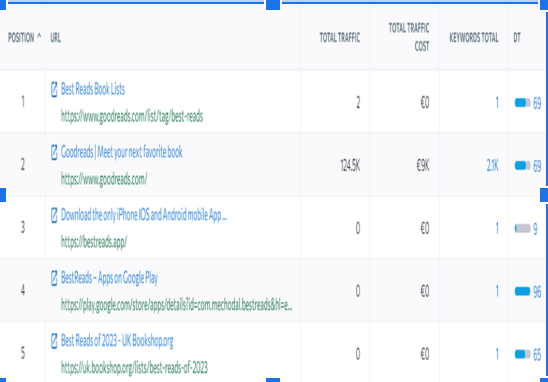 POSITION ^ URL TOTAL TRAFFIC TOTAL TRAFFIC COST KEYWORDS TOTAL DT
1 Best Reads Book Lists 2 €0 1 69
https://www.goodreads.com/list/tag/best-reads
2 Goodreads | Meet your next favorite book 124.5K €9K 2.1K 69
https://www.goodreads.com/
3 Download the only iPhone IOS and Android mobile App ... 0 €0 1 9
https://bestreads.app/
4 BestReads – Apps on Google Play 0 €0 1 96
https://play.google.com/store/apps/details?id=com.mechodal.bestreads&hl=e...
5 Best Reads of 2023 - UK Bookshop.org 0 €0 1 65
https://uk.bookshop.org/lists/best-reads-of-2023